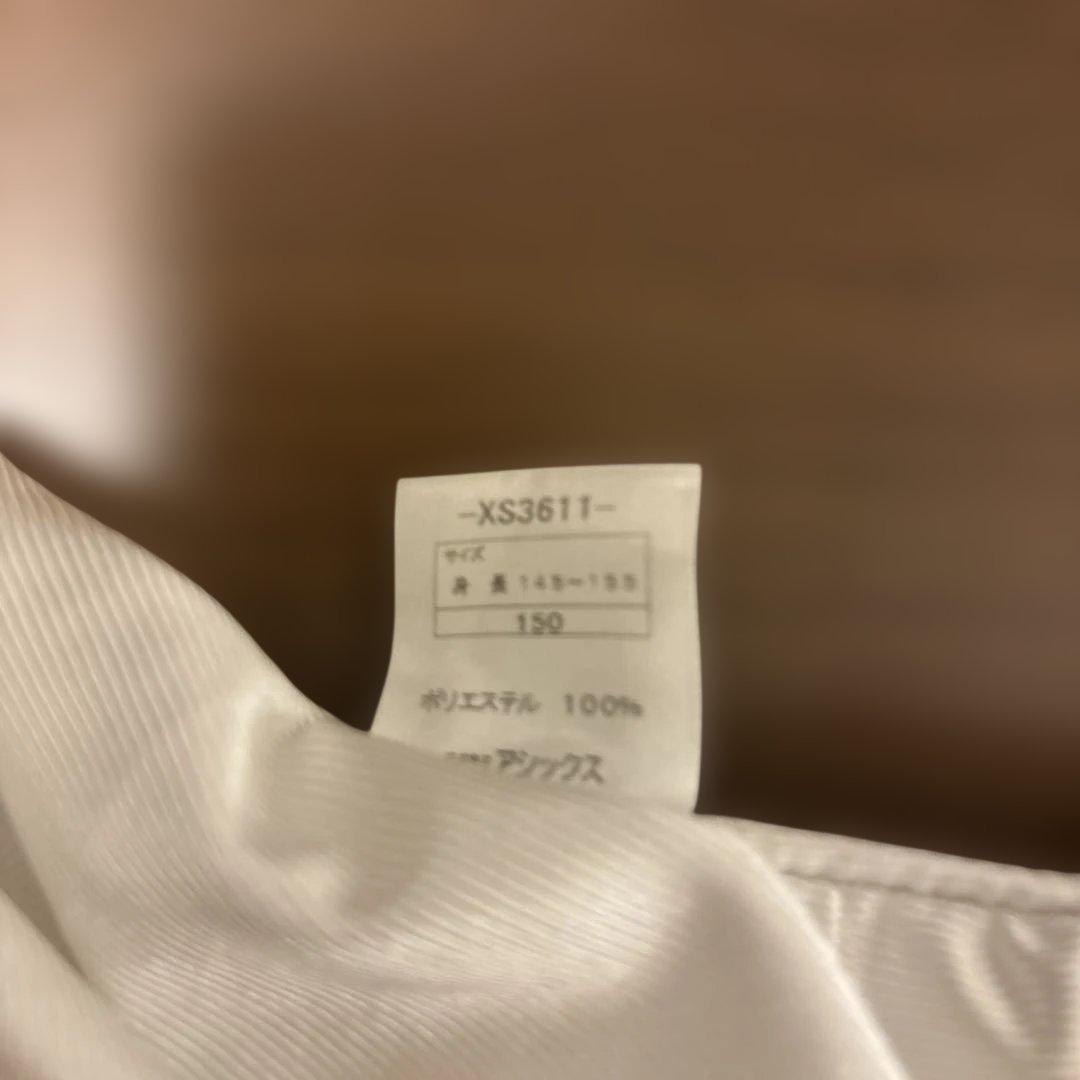 -XS3611-
サイズ
身 長 145~155
150
ポリエステル 100%
アシックス